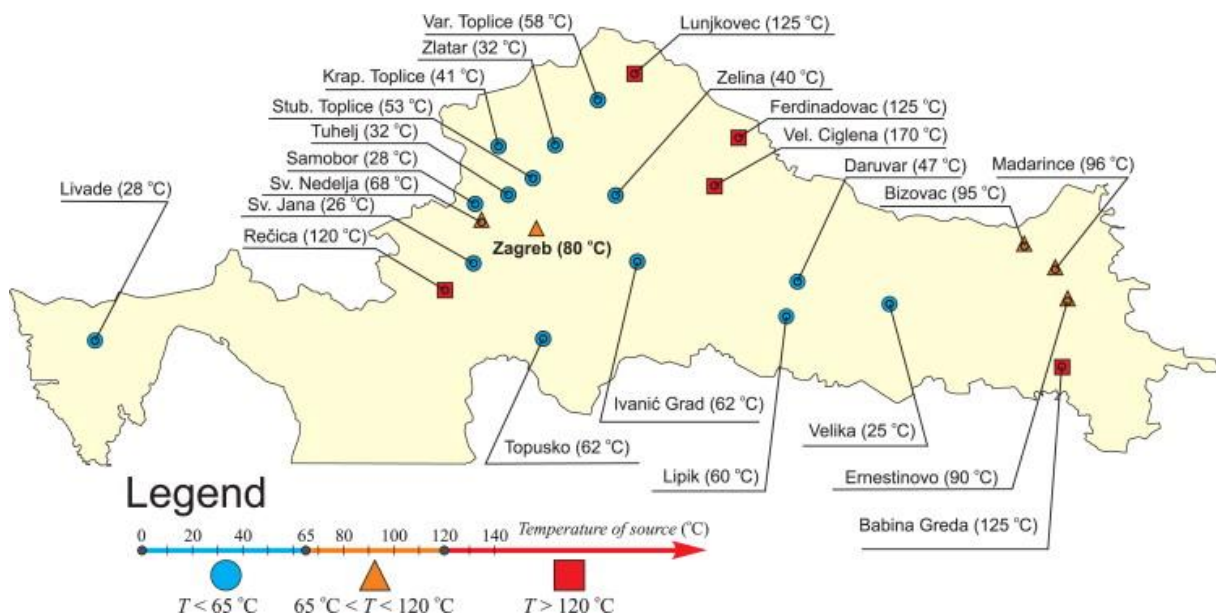 Var. Toplice (58 °C)
Lunjkovec (125 °C)
Zlatar (32 °C)
Krap. Toplice (41 °C)
Zelina (40 °C)
Stub. Toplice (53 °C)
Ferdinadovac (125 °C)
Tuhelj (32 °C)
Vel. Ciglena (170 °C)
Samobor (28 °C)
Daruvar (47 °C)
Madarince (96 °C)
Livade (28 °C)
Sv. Nedelja (68 °C)
Bizovac (95 °C)
Sv. Jana (26 °C)
Rečica (120 °C)
Zagreb (80 °C)
Ivanić Grad (62 °C)
Velika (25 °C)
Topusko (62 °C)
Lipik (60 °C)
Ernestinovo (90 °C)
Babina Greda (125 °C)
Legend
0 20 40 65 80 100 120 140 Temperature of source (°C)
T < 65 °C 65 °C < T < 120 °C T > 120 °C